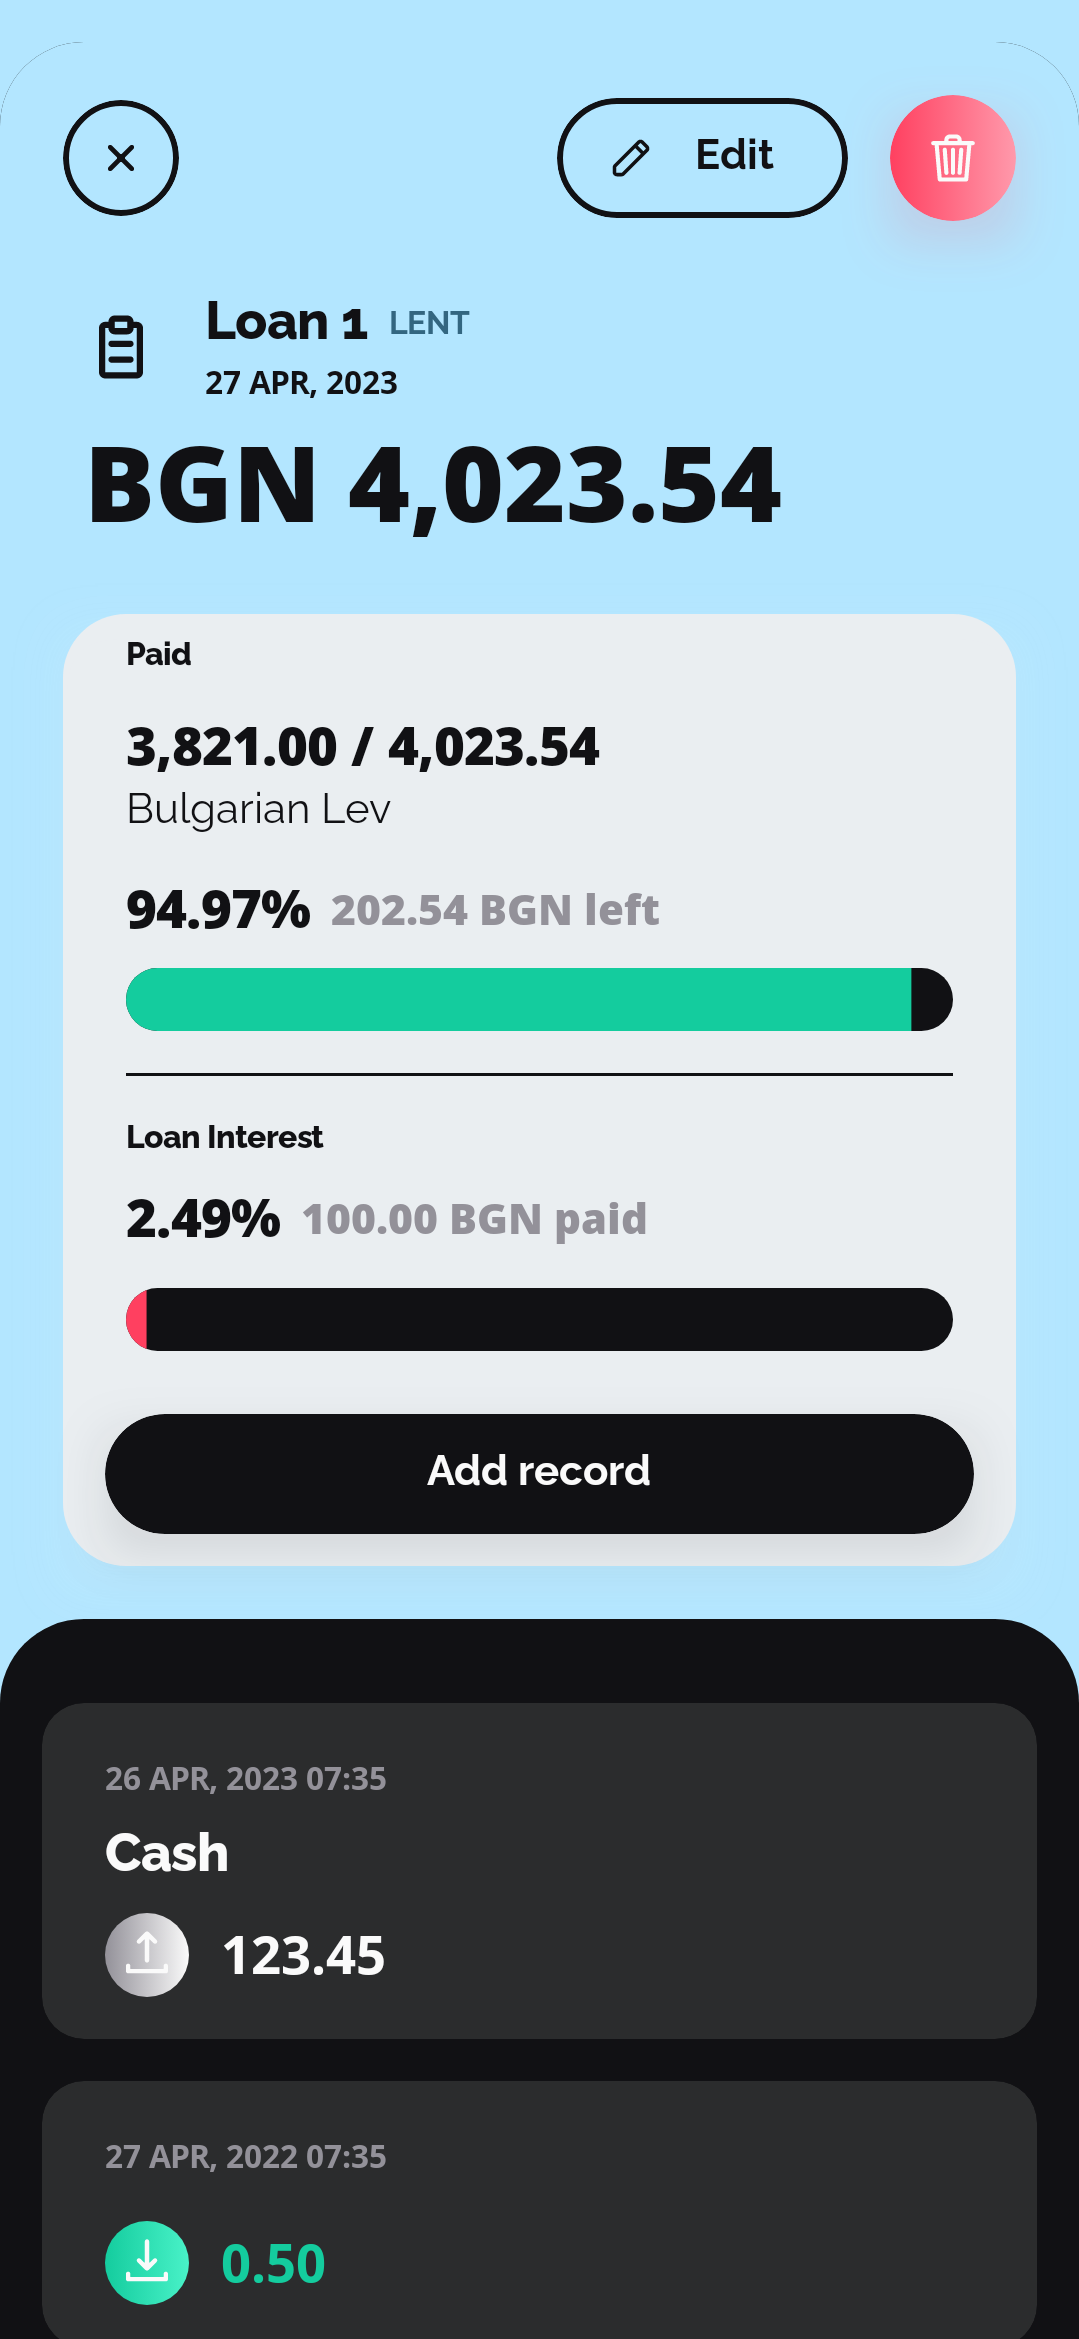 Edit
Loan 1 LENT
27 APR, 2023
BGN 4,023.54
Paid
3,821.00 / 4,023.54
Bulgarian Lev
94.97% 202.54 BGN left
Loan Interest
2.49% 100.00 BGN paid
Add record
26 APR, 2023 07:35
Cash
123.45
27 APR, 2022 07:35
0.50